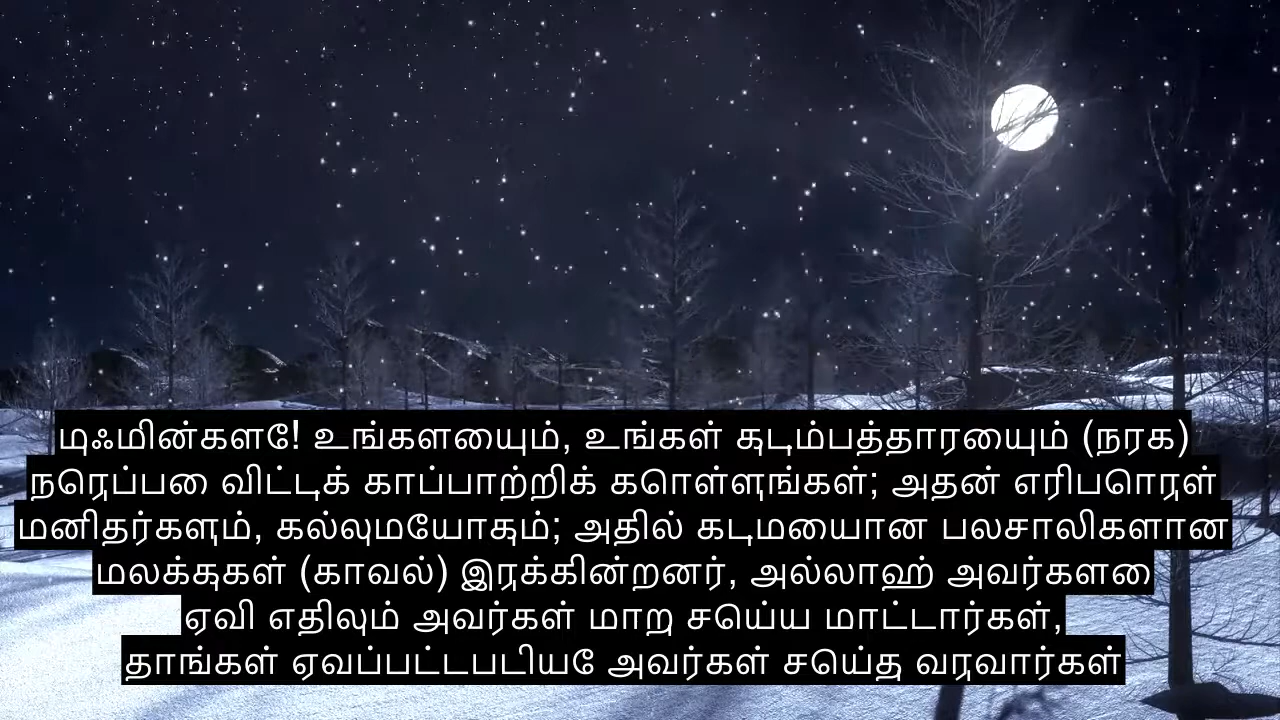 முஃமின்களே! உங்களையும், உங்கள் குடும்பத்தாரையும் (நரக)
நெருப்பை விட்டுக் காப்பாற்றிக் கொள்ளுங்கள்; அதன் எரிபொருள்
மனிதர்களும், கல்லுமேயாகும்; அதில் கடுமையான பலசாலிகளான
மலக்குகள் (காவல்) இருக்கின்றனர், அல்லாஹ் அவர்களை
ஏவி எதிலும் அவர்கள் மாறு செய்ய மாட்டார்கள்,
தாங்கள் ஏவப்பட்டபடியே அவர்கள் செய்து வருவார்கள்